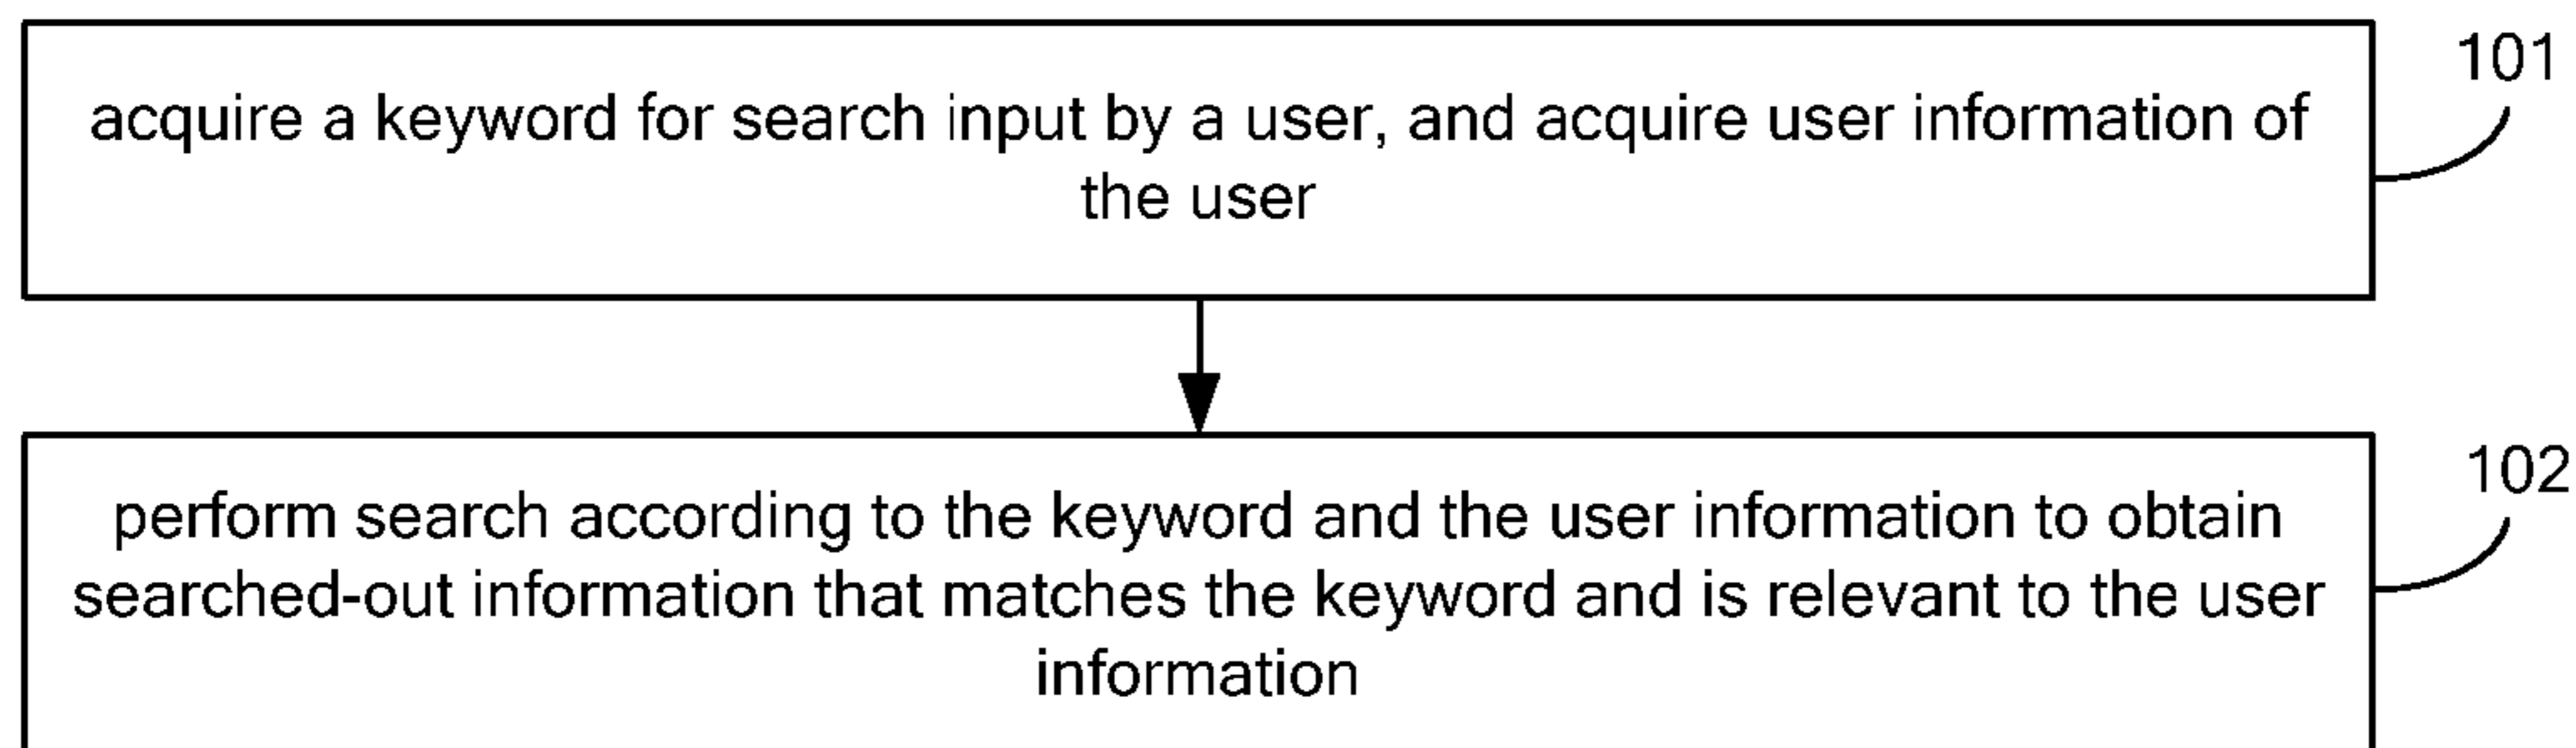 101
acquire a keyword for search input by a user, and acquire user information of
the user
102
perform search according to the keyword and the user information to obtain
searched-out information that matches the keyword and is relevant to the user
information